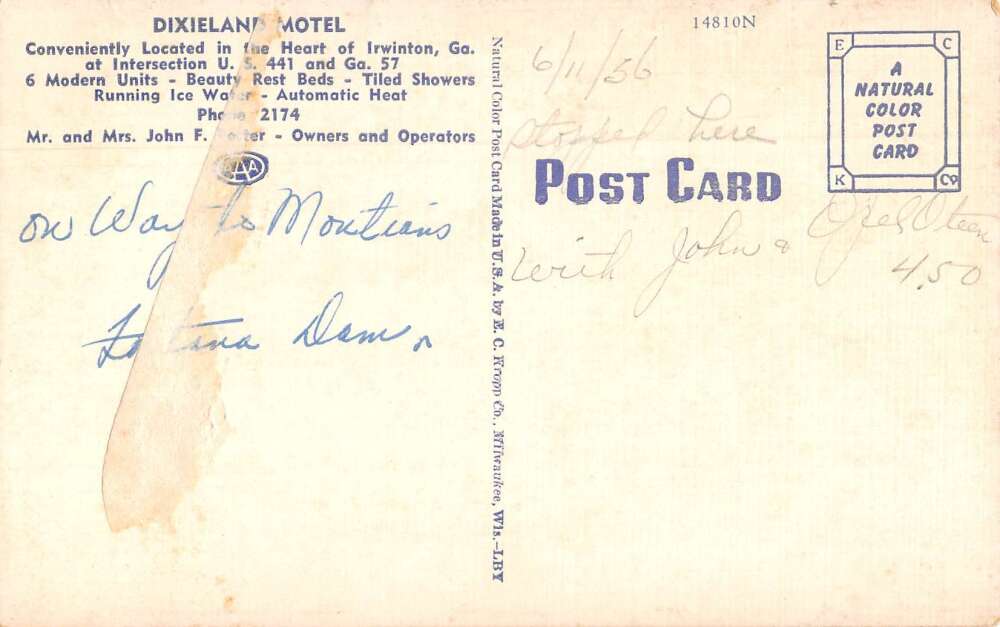 DIXIELAND MOTEL
Conveniently Located in the Heart of Irwinton, Ga.
at Intersection U. S. 441 and Ga. 57
6 Modern Units - Beauty Rest Beds - Tiled Showers
Running Ice Water - Automatic Heat
Phone 2174
Mr. and Mrs. John F. - Owners and Operators
AAA
on Way to Montians
Dam
Natural Color Post Card Made in U.S.A. by E. C. Kropp Co., Milwaukee, Wis.-LBY
14810N
E C
A
NATURAL
COLOR
POST
CARD
K Co
6/11/56
stopped here
POST CARD
with John &
4.50